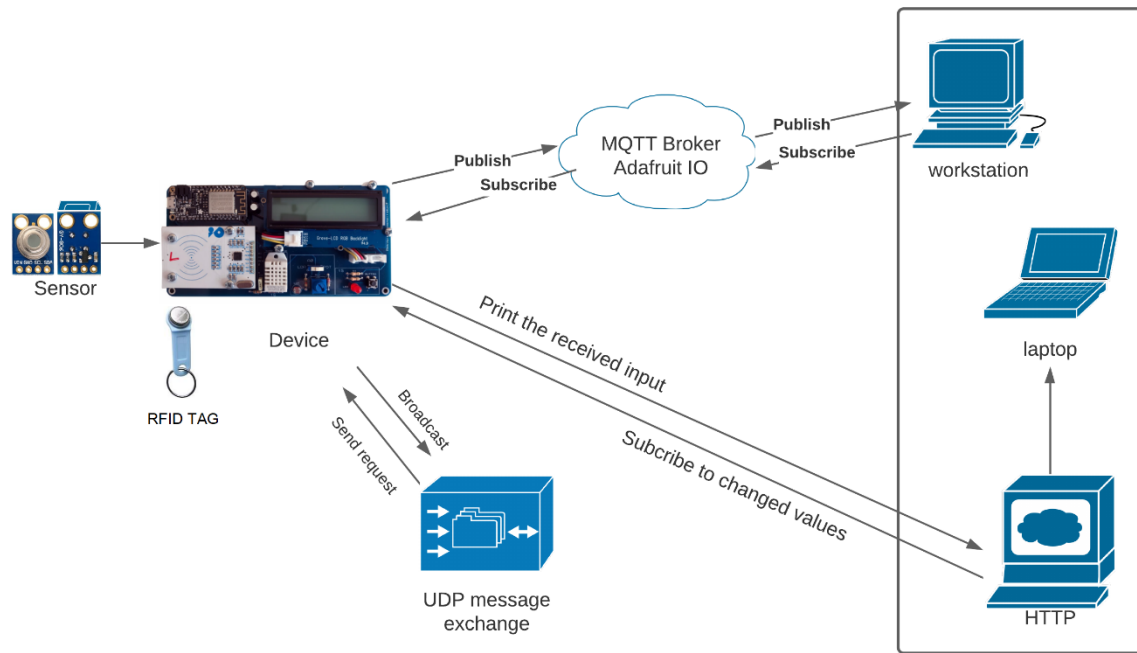 Publish
Subscribe
MQTT Broker
Adafruit IO
Publish
Subscribe
workstation
Sensor
Device
RFID TAG
Print the received input
Subcribe to changed values
laptop
Broadcast
Send request
UDP message
exchange
HTTP